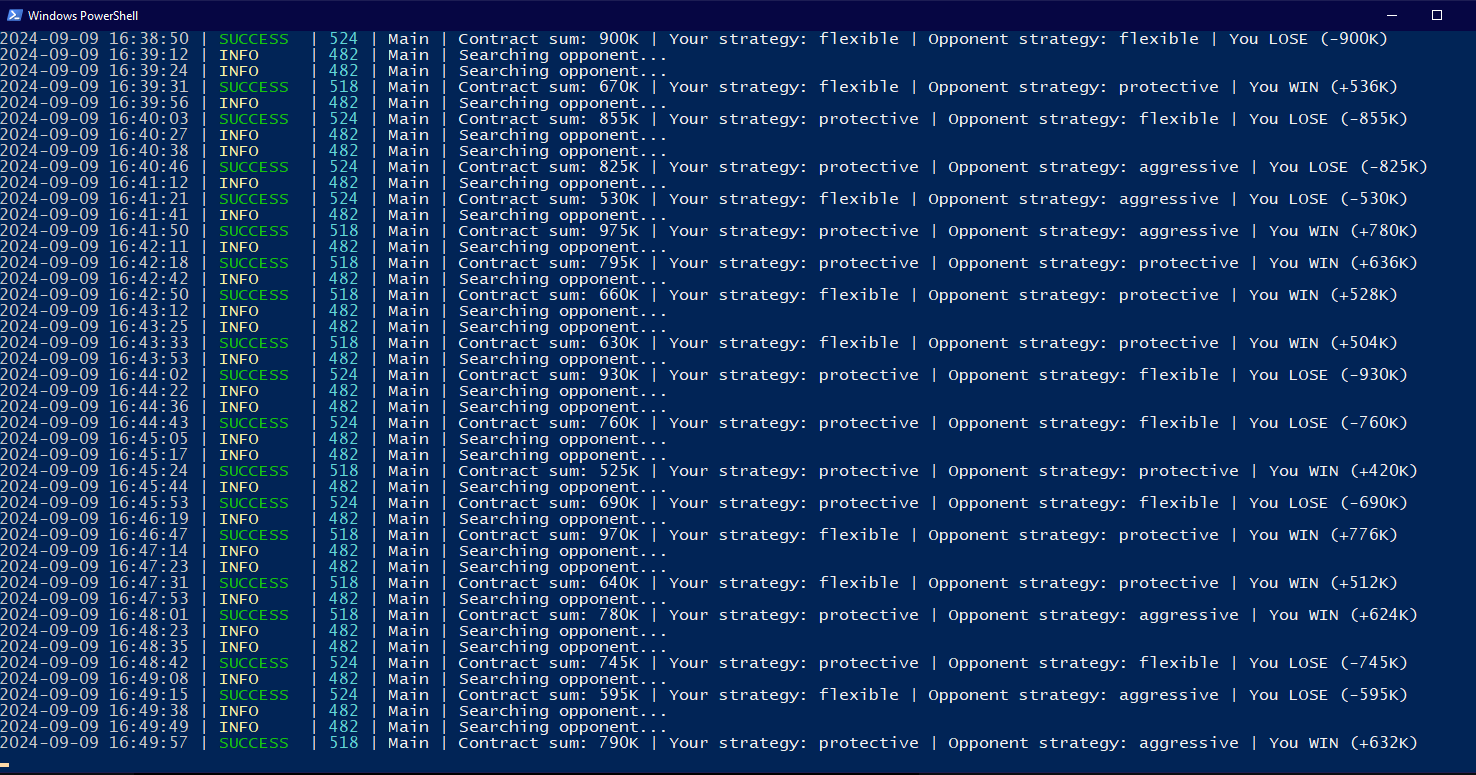 Windows PowerShell
2024-09-09 16:38:50 | SUCCESS | 524 | Main | Contract sum: 900K | Your strategy: flexible | Opponent strategy: flexible | You LOSE (-900K)
2024-09-09 16:39:12 | INFO | 482 | Main | Searching opponent...
2024-09-09 16:39:24 | INFO | 482 | Main | Searching opponent...
2024-09-09 16:39:31 | SUCCESS | 518 | Main | Contract sum: 670K | Your strategy: flexible | Opponent strategy: protective | You WIN (+536K)
2024-09-09 16:39:56 | INFO | 482 | Main | Searching opponent...
2024-09-09 16:40:03 | SUCCESS | 524 | Main | Contract sum: 855K | Your strategy: protective | Opponent strategy: flexible | You LOSE (-855K)
2024-09-09 16:40:27 | INFO | 482 | Main | Searching opponent...
2024-09-09 16:40:38 | INFO | 482 | Main | Searching opponent...
2024-09-09 16:40:46 | SUCCESS | 524 | Main | Contract sum: 825K | Your strategy: protective | Opponent strategy: aggressive | You LOSE (-825K)
2024-09-09 16:41:12 | INFO | 482 | Main | Searching opponent...
2024-09-09 16:41:21 | SUCCESS | 524 | Main | Contract sum: 530K | Your strategy: flexible | Opponent strategy: aggressive | You LOSE (-530K)
2024-09-09 16:41:41 | INFO | 482 | Main | Searching opponent...
2024-09-09 16:41:50 | SUCCESS | 518 | Main | Contract sum: 975K | Your strategy: protective | Opponent strategy: aggressive | You WIN (+780K)
2024-09-09 16:42:11 | INFO | 482 | Main | Searching opponent...
2024-09-09 16:42:18 | SUCCESS | 518 | Main | Contract sum: 795K | Your strategy: protective | Opponent strategy: protective | You WIN (+636K)
2024-09-09 16:42:42 | INFO | 482 | Main | Searching opponent...
2024-09-09 16:42:50 | SUCCESS | 518 | Main | Contract sum: 660K | Your strategy: flexible | Opponent strategy: protective | You WIN (+528K)
2024-09-09 16:43:12 | INFO | 482 | Main | Searching opponent...
2024-09-09 16:43:25 | INFO | 482 | Main | Searching opponent...
2024-09-09 16:43:33 | SUCCESS | 518 | Main | Contract sum: 630K | Your strategy: flexible | Opponent strategy: protective | You WIN (+504K)
2024-09-09 16:43:53 | INFO | 482 | Main | Searching opponent...
2024-09-09 16:44:02 | SUCCESS | 524 | Main | Contract sum: 930K | Your strategy: protective | Opponent strategy: flexible | You LOSE (-930K)
2024-09-09 16:44:22 | INFO | 482 | Main | Searching opponent...
2024-09-09 16:44:36 | INFO | 482 | Main | Searching opponent...
2024-09-09 16:44:43 | SUCCESS | 524 | Main | Contract sum: 760K | Your strategy: protective | Opponent strategy: flexible | You LOSE (-760K)
2024-09-09 16:45:05 | INFO | 482 | Main | Searching opponent...
2024-09-09 16:45:17 | INFO | 482 | Main | Searching opponent...
2024-09-09 16:45:24 | SUCCESS | 518 | Main | Contract sum: 525K | Your strategy: protective | Opponent strategy: protective | You WIN (+420K)
2024-09-09 16:45:44 | INFO | 482 | Main | Searching opponent...
2024-09-09 16:45:53 | SUCCESS | 524 | Main | Contract sum: 690K | Your strategy: protective | Opponent strategy: flexible | You LOSE (-690K)
2024-09-09 16:46:19 | INFO | 482 | Main | Searching opponent...
2024-09-09 16:46:47 | SUCCESS | 518 | Main | Contract sum: 970K | Your strategy: flexible | Opponent strategy: protective | You WIN (+776K)
2024-09-09 16:47:14 | INFO | 482 | Main | Searching opponent...
2024-09-09 16:47:23 | INFO | 482 | Main | Searching opponent...
2024-09-09 16:47:31 | SUCCESS | 518 | Main | Contract sum: 640K | Your strategy: flexible | Opponent strategy: protective | You WIN (+512K)
2024-09-09 16:47:53 | INFO | 482 | Main | Searching opponent...
2024-09-09 16:48:01 | SUCCESS | 518 | Main | Contract sum: 780K | Your strategy: protective | Opponent strategy: aggressive | You WIN (+624K)
2024-09-09 16:48:23 | INFO | 482 | Main | Searching opponent...
2024-09-09 16:48:35 | INFO | 482 | Main | Searching opponent...
2024-09-09 16:48:42 | SUCCESS | 524 | Main | Contract sum: 745K | Your strategy: protective | Opponent strategy: flexible | You LOSE (-745K)
2024-09-09 16:49:08 | INFO | 482 | Main | Searching opponent...
2024-09-09 16:49:15 | SUCCESS | 524 | Main | Contract sum: 595K | Your strategy: flexible | Opponent strategy: aggressive | You LOSE (-595K)
2024-09-09 16:49:38 | INFO | 482 | Main | Searching opponent...
2024-09-09 16:49:49 | INFO | 482 | Main | Searching opponent...
2024-09-09 16:49:57 | SUCCESS | 518 | Main | Contract sum: 790K | Your strategy: protective | Opponent strategy: aggressive | You WIN (+632K)